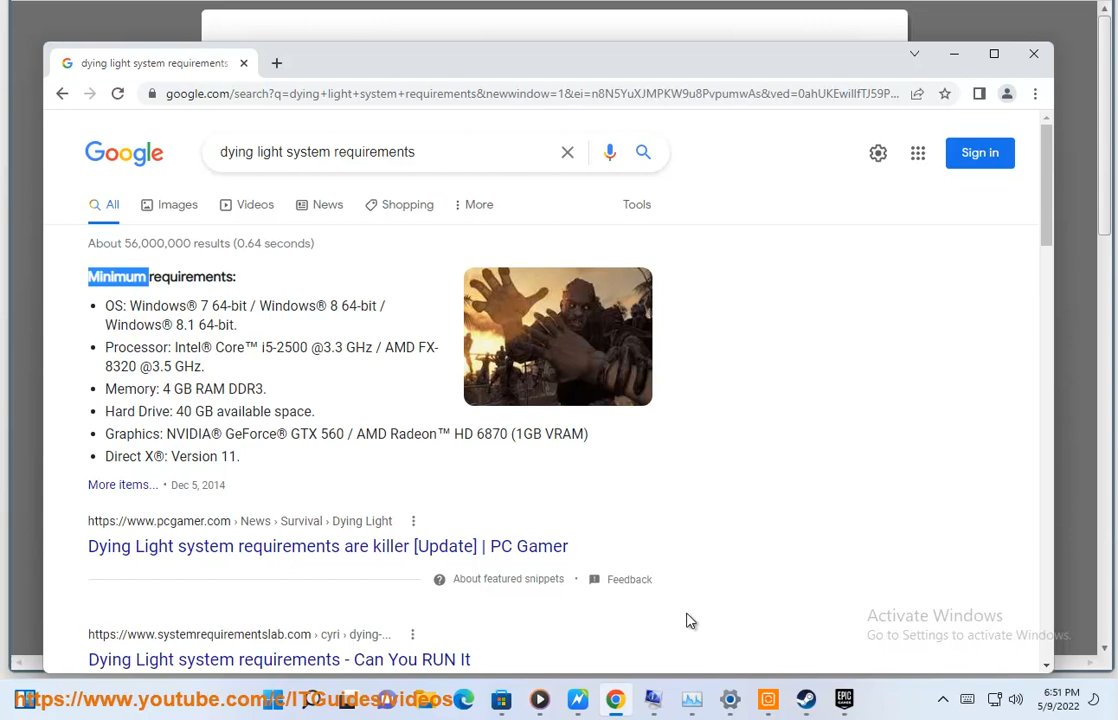 dying light system requirements
google.com/search?q=dying+light+system+requirements&newwindow=1&ei=n8N5YuXJMPKW9u8PvpumwAs&ved=0ahUKEwilIfTJ59P...
Google
dying light system requirements
Sign in
All Images Videos News Shopping More Tools
About 56,000,000 results (0.64 seconds)
Minimum requirements:
• OS: Windows® 7 64-bit / Windows® 8 64-bit /
Windows® 8.1 64-bit.
• Processor: Intel® Core™ i5-2500 @3.3 GHz / AMD FX-
8320 @3.5 GHz.
• Memory: 4 GB RAM DDR3.
• Hard Drive: 40 GB available space.
• Graphics: NVIDIA® GeForce® GTX 560 / AMD Radeon™ HD 6870 (1GB VRAM)
• Direct X®: Version 11.
More items... • Dec 5, 2014
https://www.pcgamer.com › News › Survival › Dying Light
Dying Light system requirements are killer [Update] | PC Gamer
About featured snippets • Feedback
Activate Windows
Go to Settings to activate Windows.
https://www.systemrequirementslab.com › cyri › dying-...
Dying Light system requirements - Can You RUN It
https://www.youtube.com/c/ITGuides/videos
EPIC
GAMES
6:51 PM
5/9/2022